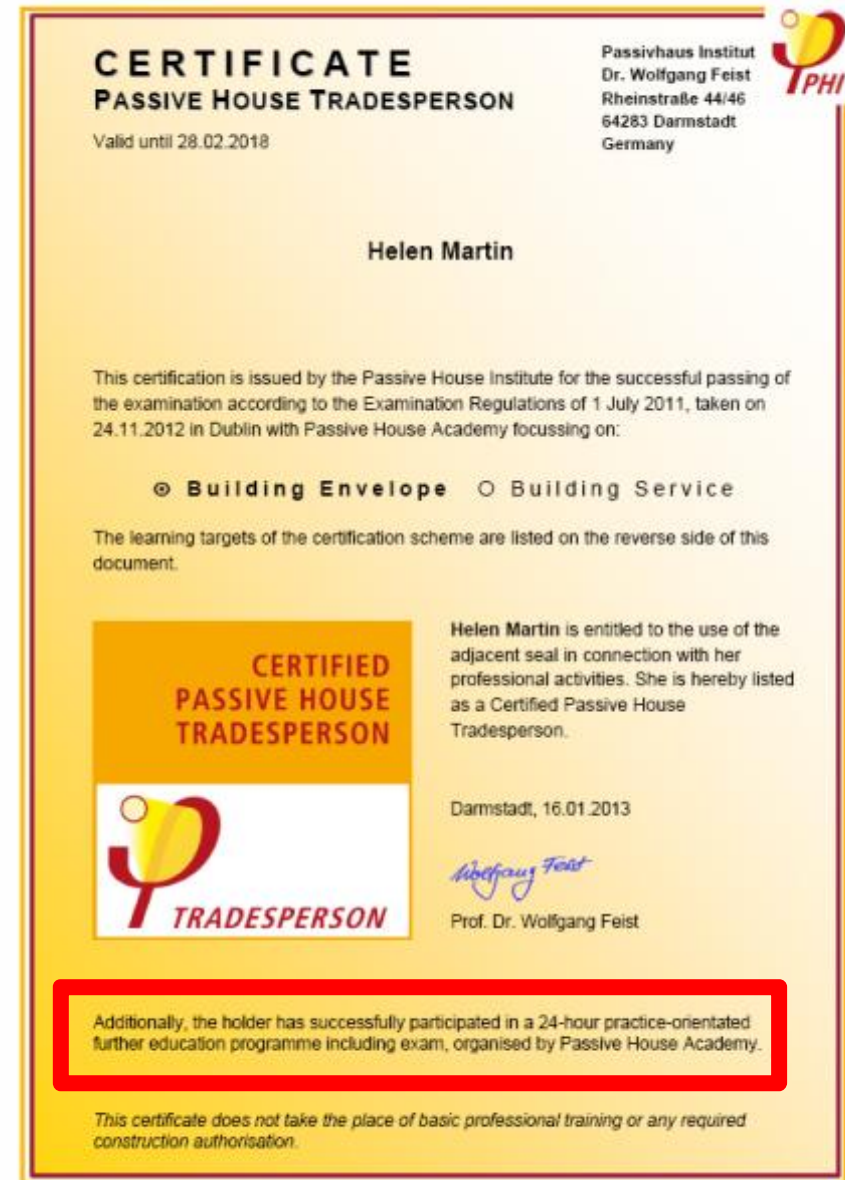 CERTIFICATE
PASSIVE HOUSE TRADESPERSON
Valid until 28.02.2018
Passivhaus Institut
Dr. Wolfgang Feist
Rheinstraße 44/46
64283 Darmstadt
Germany
PHI
Helen Martin
This certification is issued by the Passive House Institute for the successful passing of
the examination according to the Examination Regulations of 1 July 2011, taken on
24.11.2012 in Dublin with Passive House Academy focussing on:
Building Envelope Building Service
The learning targets of the certification scheme are listed on the reverse side of this
document.
CERTIFIED
PASSIVE HOUSE
TRADESPERSON
TRADESPERSON
Helen Martin is entitled to the use of the
adjacent seal in connection with her
professional activities. She is hereby listed
as a Certified Passive House
Tradesperson.
Darmstadt, 16.01.2013
Wolfgang Feist
Prof. Dr. Wolfgang Feist
Additionally, the holder has successfully participated in a 24-hour practice-orientated
further education programme including exam, organised by Passive House Academy.
This certificate does not take the place of basic professional training or any required
construction authorisation.